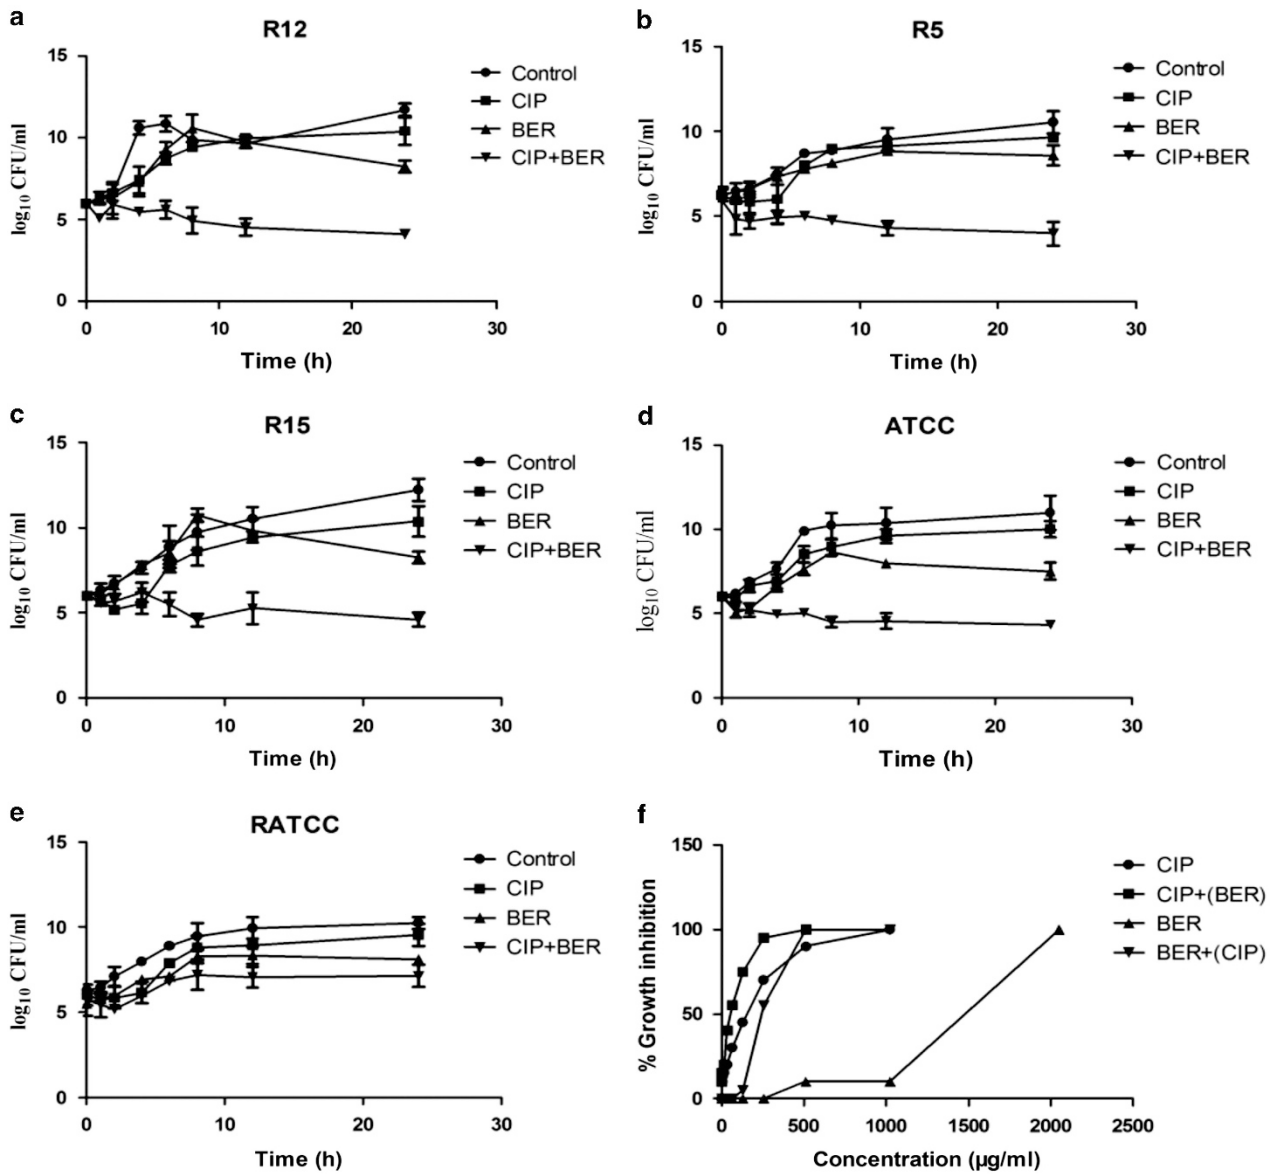 a
R12
15
10
5
0
log10 CFU/ml
0 10 20 30
Time (h)
Control
CIP
BER
CIP+BER
b
R5
15
10
5
0
log10 CFU/ml
0 10 20 30
Time (h)
Control
CIP
BER
CIP+BER
c
R15
15
10
5
0
log10 CFU/ml
0 10 20 30
Time (h)
Control
CIP
BER
CIP+BER
d
ATCC
15
10
5
0
log10 CFU/ml
0 10 20 30
Time (h)
Control
CIP
BER
CIP+BER
e
RATCC
15
10
5
0
log10 CFU/ml
0 10 20 30
Time (h)
Control
CIP
BER
CIP+BER
f
150
100
50
0
% Growth inhibition
0 500 1000 1500 2000 2500
Concentration (µg/ml)
CIP
CIP+(BER)
BER
BER+(CIP)